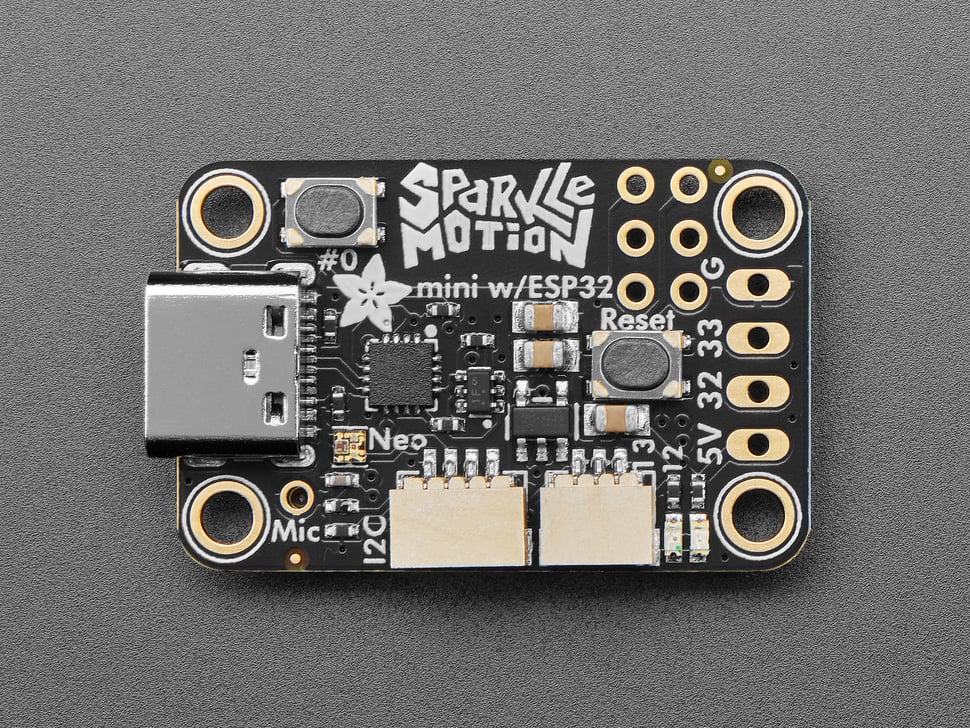 SPARKLE
MOTION
#0
mini w/ESP32
Reset
G
33
32
5V
Neo
13
12
Mic
I2C